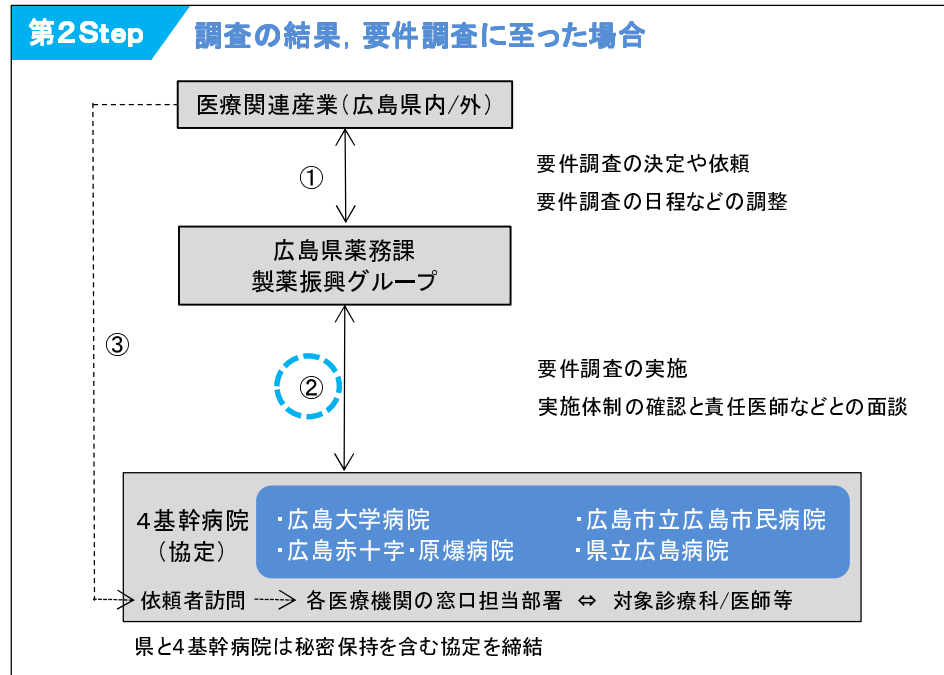 第2Step 調査の結果，要件調査に至った場合
医療関連産業（広島県内/外）
①
要件調査の決定や依頼
要件調査の日程などの調整
広島県薬務課
製薬振興グループ
③
②
要件調査の実施
実施体制の確認と責任医師などとの面談
４基幹病院
（協定）
・広島大学病院
・広島市立広島市民病院
・広島赤十字・原爆病院
・県立広島病院
依頼者訪問
各医療機関の窓口担当部署 ⇔ 対象診療科/医師等
県と４基幹病院は秘密保持を含む協定を締結